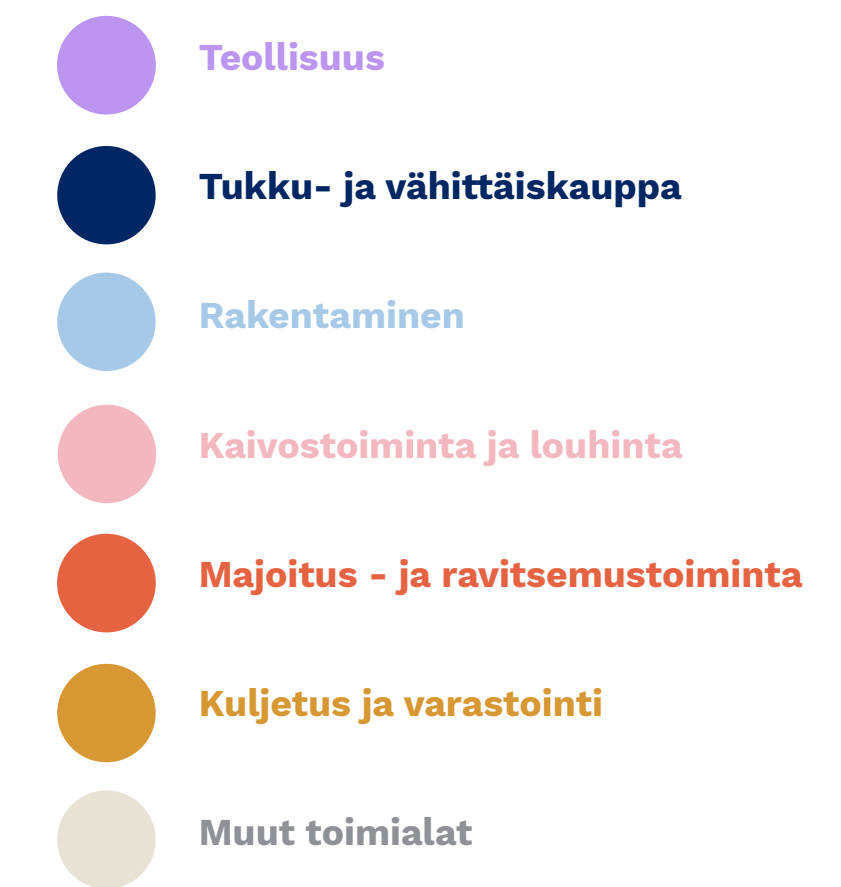 Teollisuus
Tukku- ja vähittäiskauppa
Rakentaminen
Kaivostoiminta ja louhinta
Majoitus - ja ravitsemustoiminta
Kuljetus ja varastointi
Muut toimialat